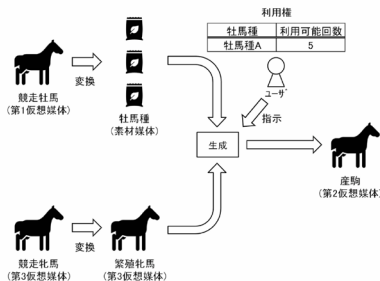 利用権
牡馬種 利用可能回数
牡馬種A 5
ユーザ
指示
変換
競走牡馬
(第1仮想媒体)
牡馬種
(素材媒体)
生成
産駒
(第2仮想媒体)
変換
競走牝馬
(第3仮想媒体)
繁殖牝馬
(第3仮想媒体)